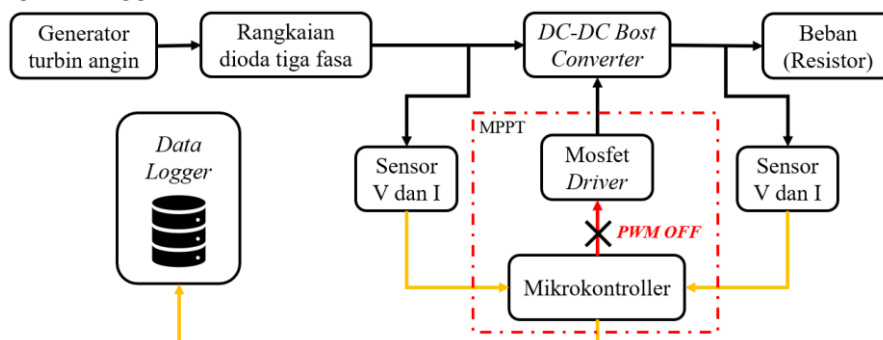 Generator
turbin angin
Rangkaian
dioda tiga fasa
DC-DC Bost
Converter
Beban
(Resistor)
Data
Logger
Sensor
V dan I
MPPT
Mosfet
Driver
Sensor
V dan I
PWM OFF
Mikrokontroller